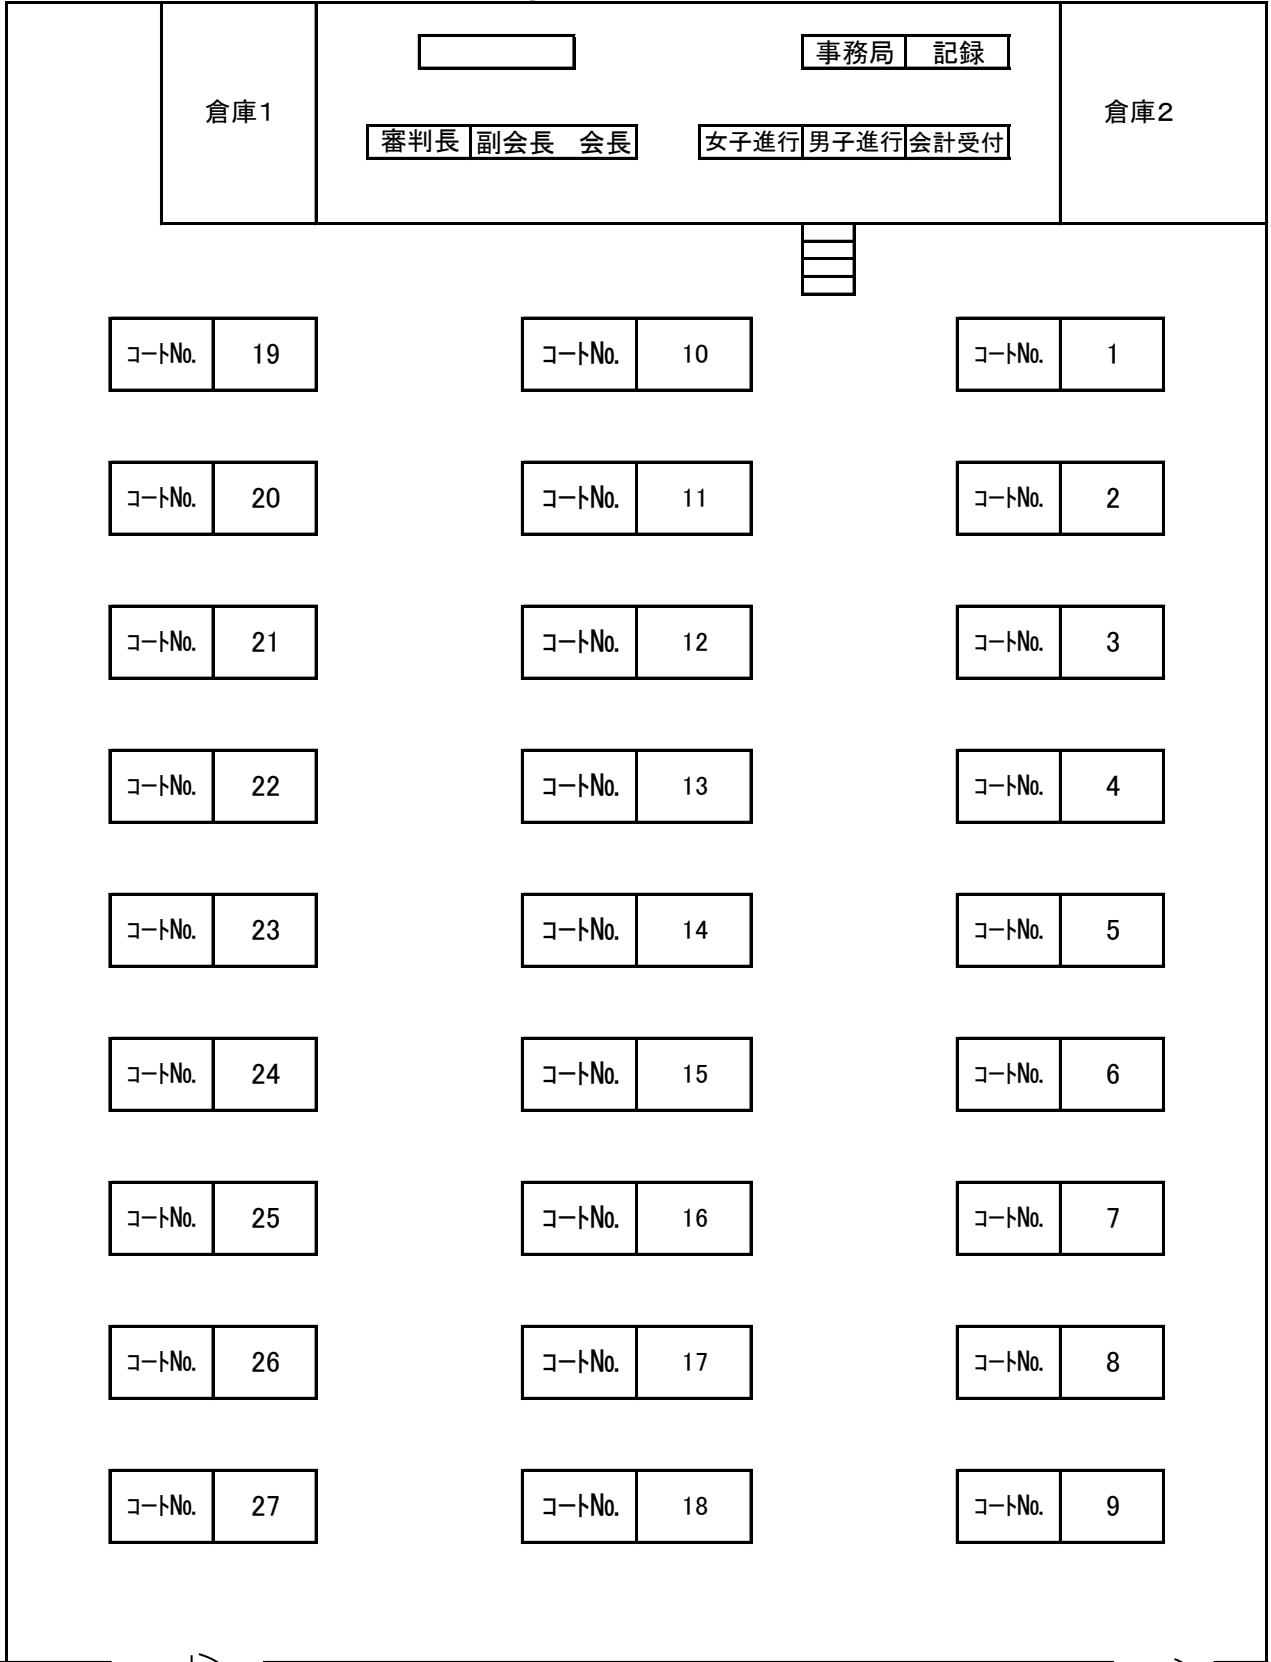 事務局 記録
倉庫1 倉庫2
審判長 副会長 会長 女子進行 男子進行 会計受付
コートNo. 19 コートNo. 10 コートNo. 1
コートNo. 20 コートNo. 11 コートNo. 2
コートNo. 21 コートNo. 12 コートNo. 3
コートNo. 22 コートNo. 13 コートNo. 4
コートNo. 23 コートNo. 14 コートNo. 5
コートNo. 24 コートNo. 15 コートNo. 6
コートNo. 25 コートNo. 16 コートNo. 7
コートNo. 26 コートNo. 17 コートNo. 8
コートNo. 27 コートNo. 18 コートNo. 9